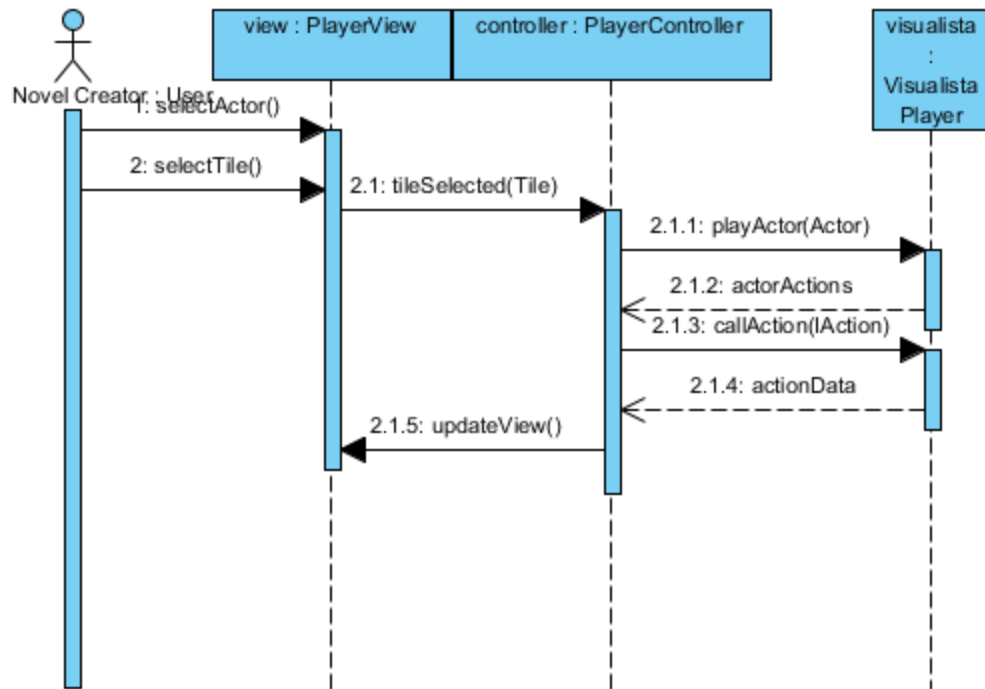 view : PlayerView
controller : PlayerController
visualista
:
Visualista
Player
Novel Creator : User
1: selectActor()
2: selectTile()
2.1: tileSelected(Tile)
2.1.1: playActor(Actor)
2.1.2: actorActions
2.1.3: callAction(IAction)
2.1.4: actionData
2.1.5: updateView()